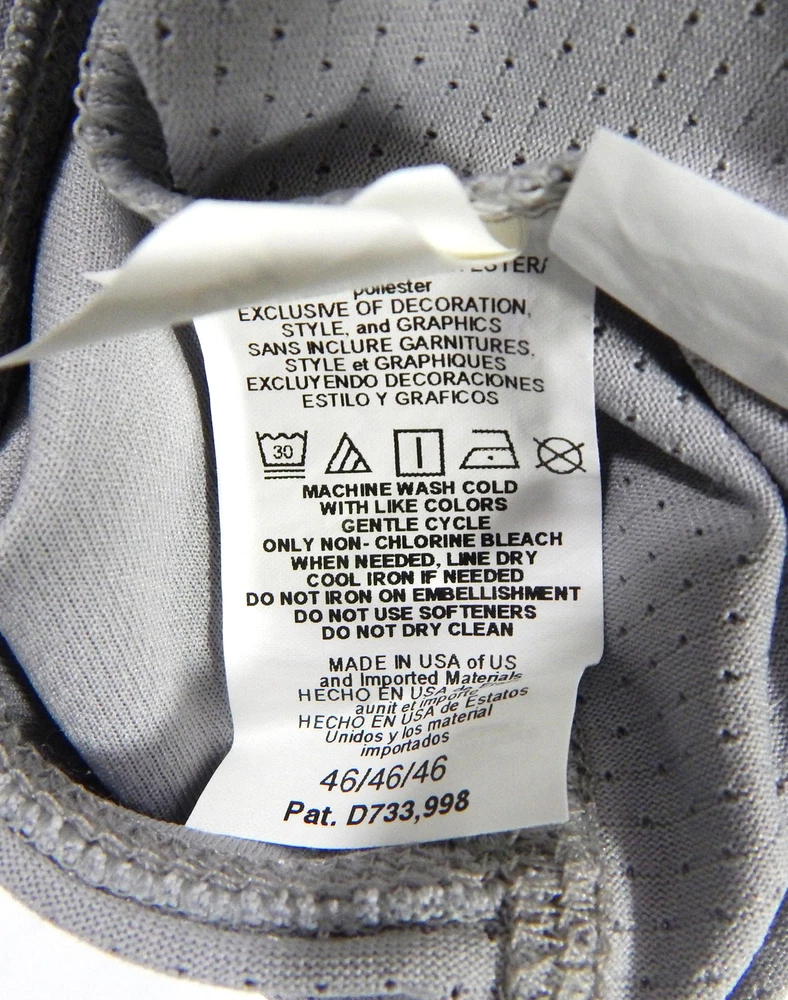 poliester
EXCLUSIVE OF DECORATION,
STYLE, and GRAPHICS
SANS INCLURE GARNITURES,
STYLE et GRAPHIQUES
EXCLUYENDO DECORACIONES
ESTILO Y GRAFICOS
30
MACHINE WASH COLD
WITH LIKE COLORS
GENTLE CYCLE
ONLY NON- CHLORINE BLEACH
WHEN NEEDED, LINE DRY
COOL IRON IF NEEDED
DO NOT IRON ON EMBELLISHMENT
DO NOT USE SOFTENERS
DO NOT DRY CLEAN
MADE IN USA of US
and Imported Materials
HECHO EN USA
aunit et importe
HECHO EN USA de Estatos
Unidos y los material
importados
46/46/46
Pat. D733,998